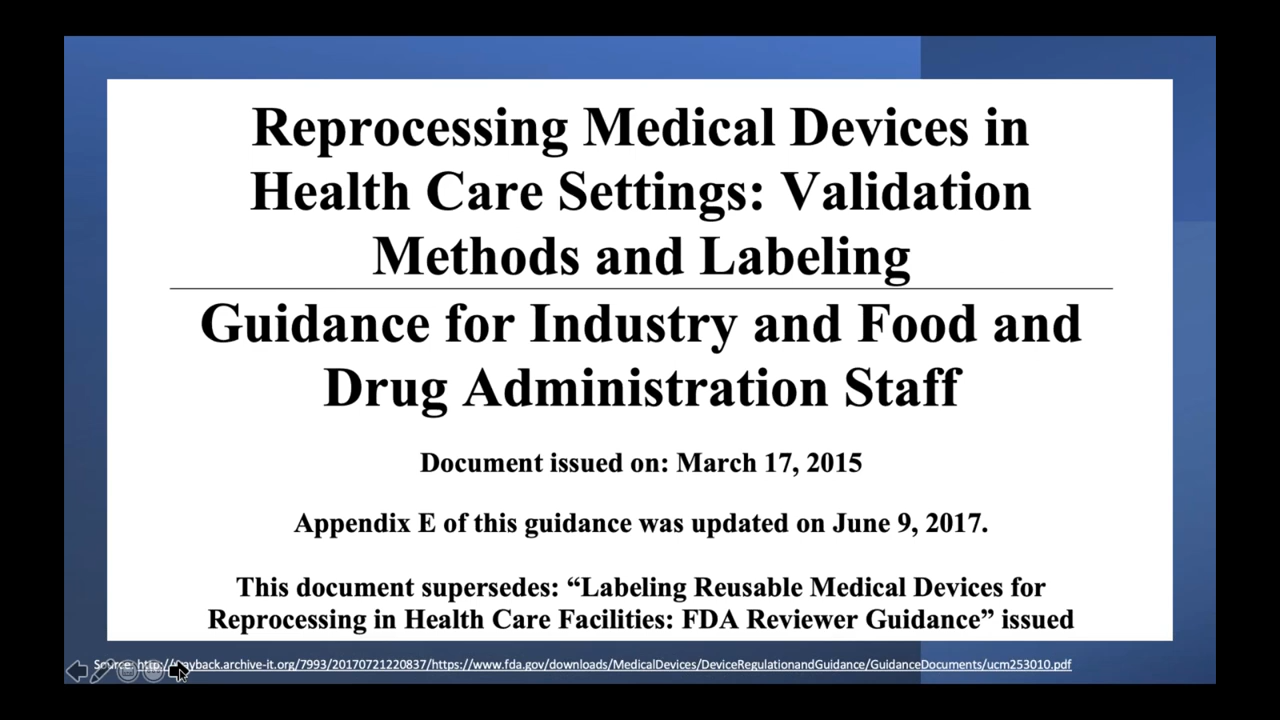 Reprocessing Medical Devices in
Health Care Settings: Validation
Methods and Labeling
Guidance for Industry and Food and
Drug Administration Staff
Document issued on: March 17, 2015
Appendix E of this guidance was updated on June 9, 2017.
This document supersedes: “Labeling Reusable Medical Devices for
Reprocessing in Health Care Facilities: FDA Reviewer Guidance” issued
Source: .archive-it.org/7993/20170721220837/https://www.fda.gov/downloads/MedicalDevices/DeviceRegulationandGuidance/GuidanceDocuments/ucm253010.pdf